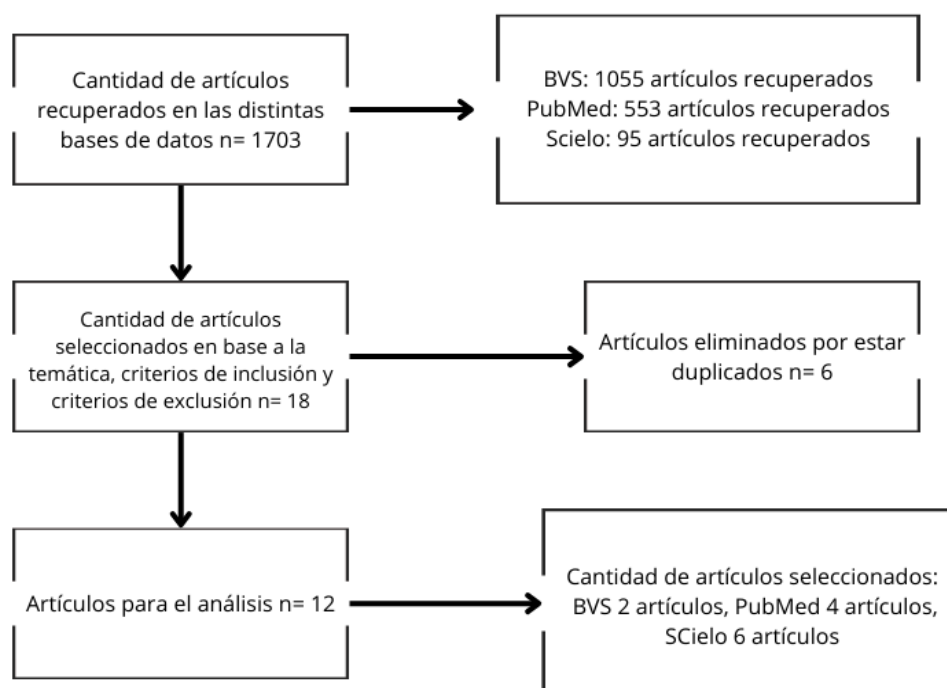 Cantidad de artículos
recuperados en las distintas
bases de datos n= 1703
BVS: 1055 artículos recuperados
PubMed: 553 artículos recuperados
Scielo: 95 artículos recuperados
Cantidad de artículos
seleccionados en base a la
temática, criterios de inclusión y
criterios de exclusión n= 18
Artículos eliminados por estar
duplicados n= 6
Artículos para el análisis n= 12
Cantidad de artículos seleccionados:
BVS 2 artículos, PubMed 4 artículos,
SCielo 6 artículos